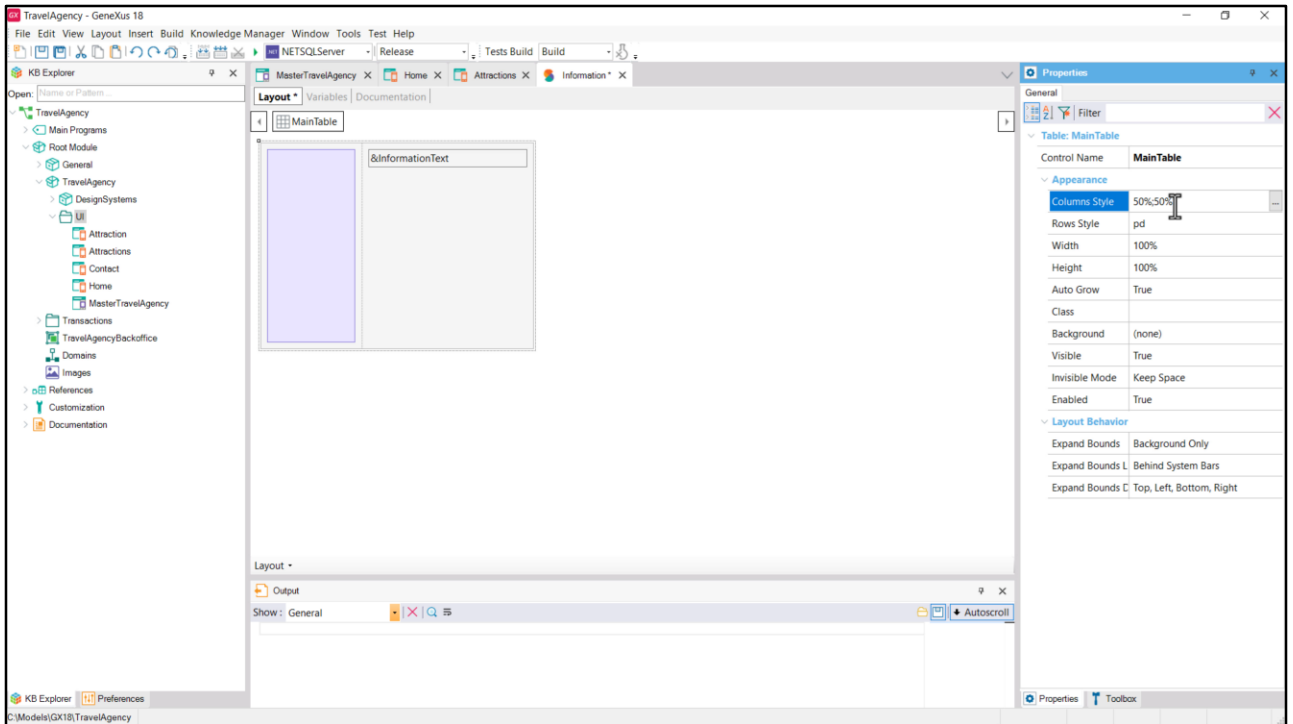 TravelAgency - GeneXus 18
File Edit View Layout Insert Build Knowledge Manager Window Tools Test Help
NETSQLServer Release Tests Build Build
KB Explorer
Open: Name or Pattern ...
TravelAgency
Main Programs
Root Module
General
TravelAgency
DesignSystems
UI
Attraction
Attractions
Contact
Home
MasterTravelAgency
Transactions
TravelAgencyBackoffice
Domains
Images
References
Customization
Documentation
KB Explorer Preferences
C:\Models\GX18\TravelAgency
MasterTravelAgency X Home X Attractions X Information * X
Layout * Variables Documentation
MainTable
&InformationText
Layout
Output
Show: General
Autoscroll
Properties
General
Filter
Table: MainTable
Control Name MainTable
Appearance
Columns Style 50%;50%
Rows Style pd
Width 100%
Height 100%
Auto Grow True
Class
Background (none)
Visible True
Invisible Mode Keep Space
Enabled True
Layout Behavior
Expand Bounds Background Only
Expand Bounds L Behind System Bars
Expand Bounds D Top, Left, Bottom, Right
Properties Toolbox